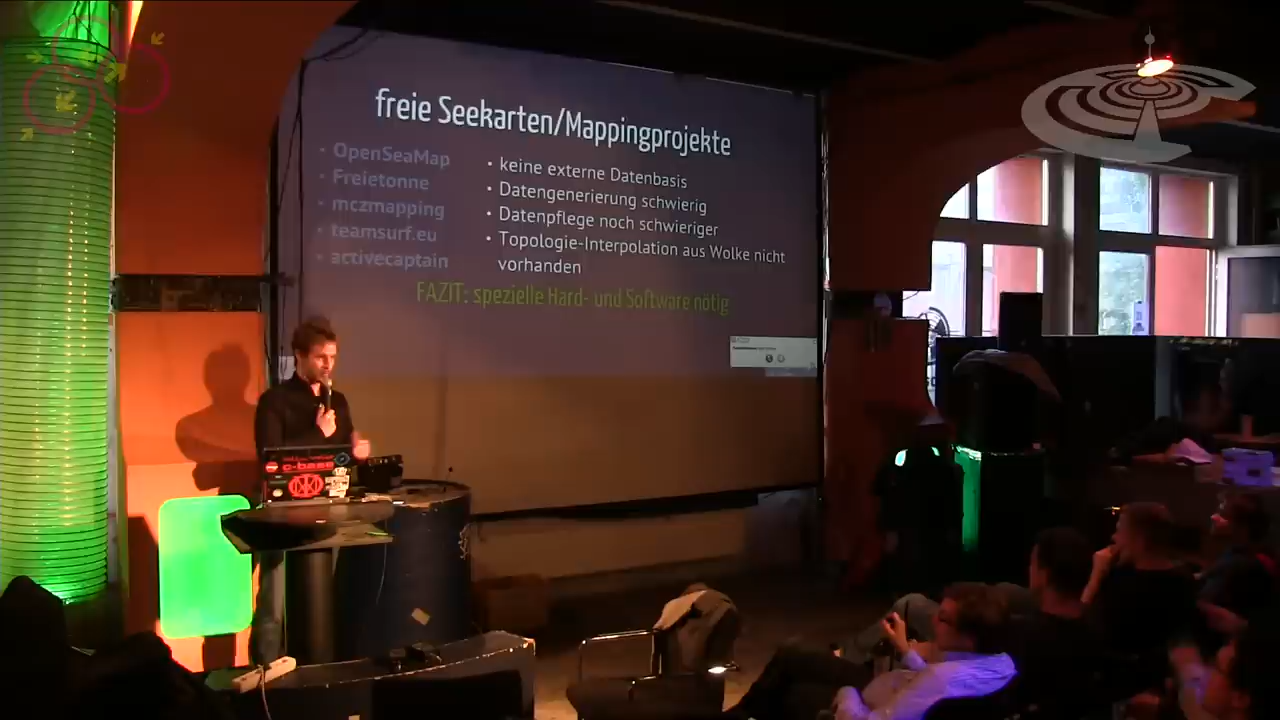 freie Seekarten/Mappingprojekte
• OpenSeaMap
• Freietonne
• mczmapping
• teamsurf.eu
• activecaptain
• keine externe Datenbasis
• Datengenerierung schwierig
• Datenpflege noch schwieriger
• Topologie-Interpolation aus Wolke nicht
vorhanden
FAZIT: spezielle Hard- und Software nötig
c-base